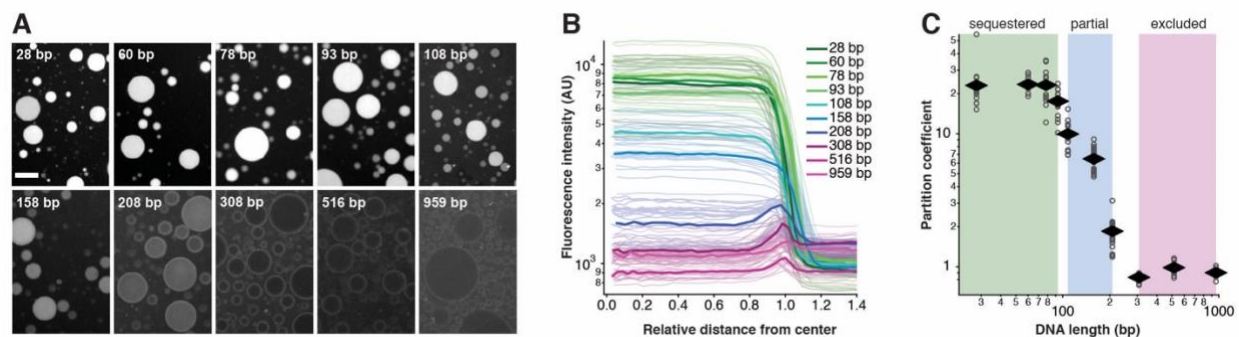 A
28 bp
60 bp
78 bp
93 bp
108 bp
158 bp
208 bp
308 bp
516 bp
959 bp
B
Fluorescence intensity (AU)
10⁴
9
8
7
6
5
4
3
2
10³
9
8
0.0 0.2 0.4 0.6 0.8 1.0 1.2 1.4
Relative distance from center
28 bp
60 bp
78 bp
93 bp
108 bp
158 bp
208 bp
308 bp
516 bp
959 bp
C
sequestered partial excluded
Partition coefficient
5
4
3
2
10
7
6
5
4
3
2
1
3 4 5 6 7 8 100 2 3 4 5 6 7 8 1000
DNA length (bp)